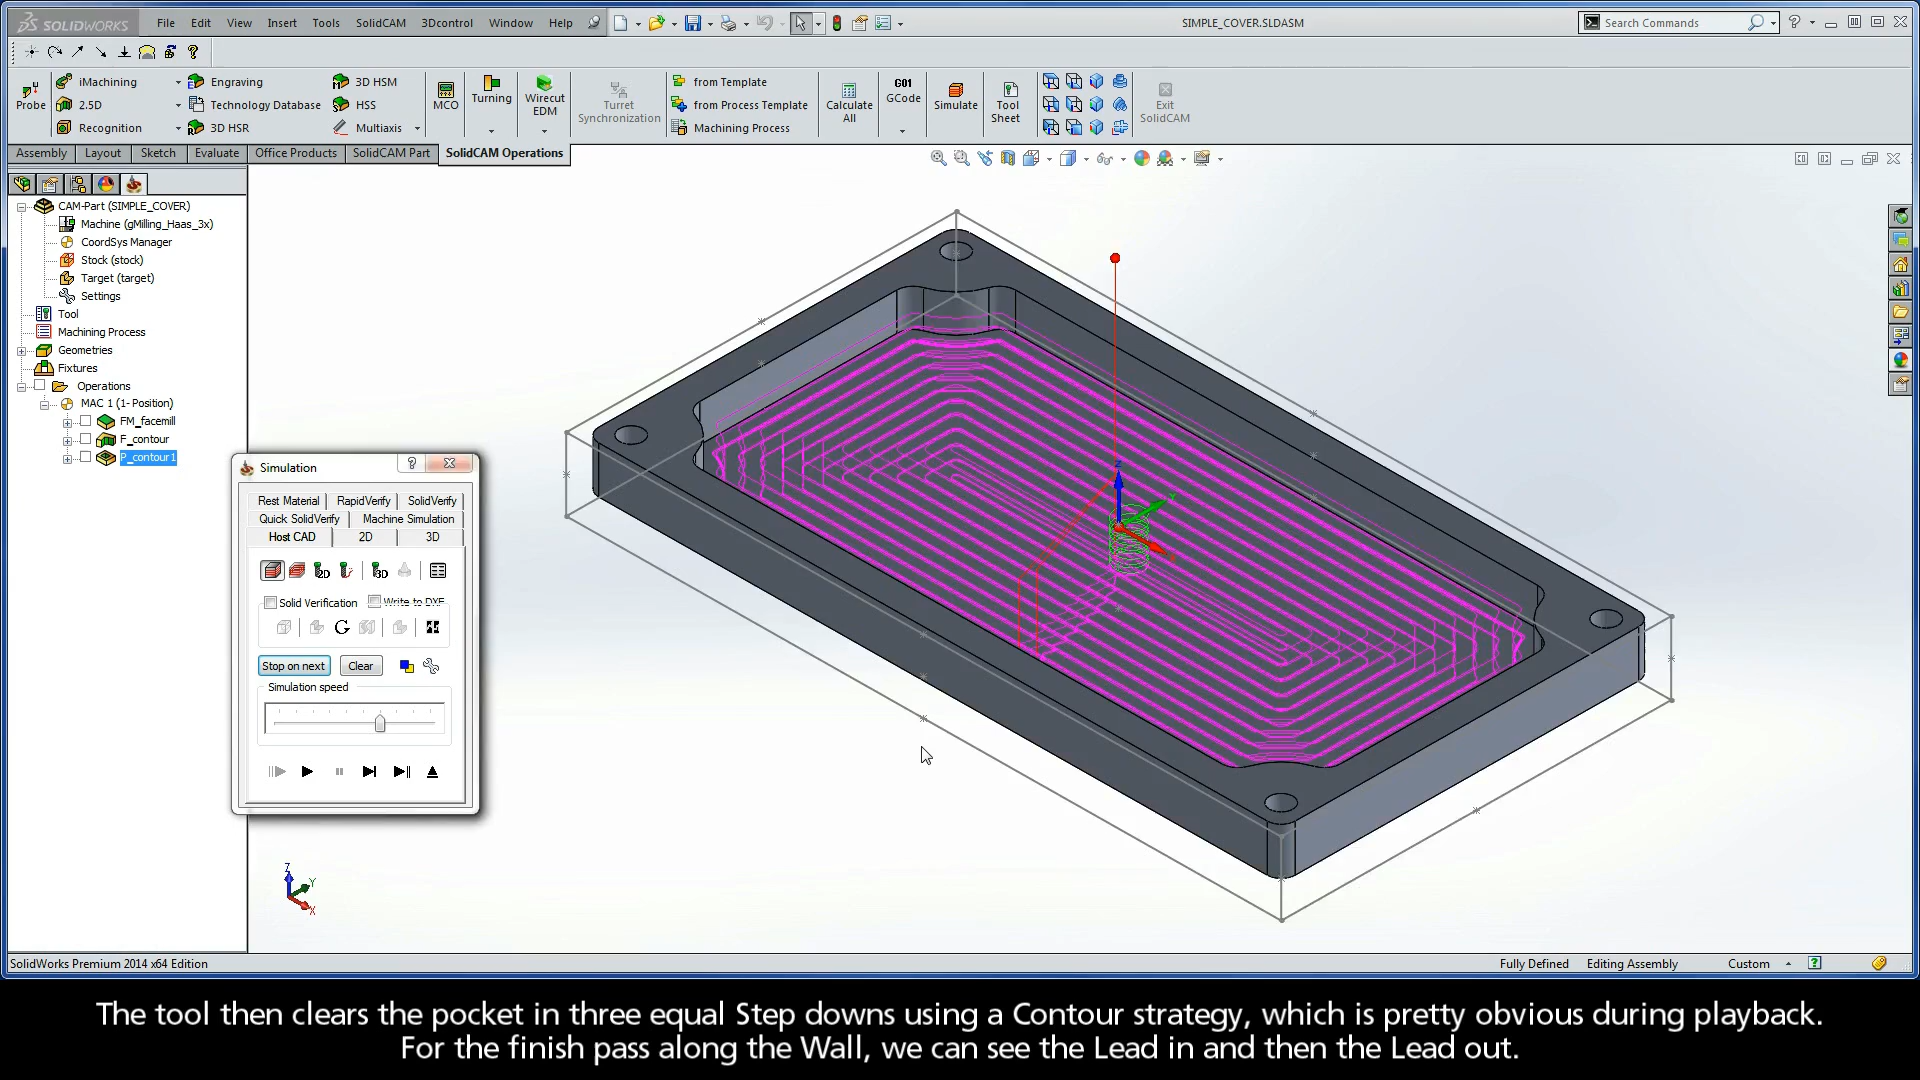 SOLIDWORKS File Edit View Insert Tools SolidCAM 3Dcontrol Window Help SIMPLE_COVER.SLDASM Search Commands
Probe
iMachining
2.5D
Recognition
Engraving
Technology Database
3D HSR
3D HSM
HSS
Multiaxis
MCO
Turning
Wirecut
EDM
Turret
Synchronization
from Template
from Process Template
Machining Process
Calculate
All
G01
GCode
Simulate
Tool
Sheet
Exit
SolidCAM
Assembly Layout Sketch Evaluate Office Products SolidCAM Part SolidCAM Operations
CAM-Part (SIMPLE_COVER)
Machine (gMilling_Haas_3x)
CoordSys Manager
Stock (stock)
Target (target)
Settings
Tool
Machining Process
Geometries
Fixtures
Operations
MAC 1 (1- Position)
FM_facemill
F_contour
P_contour1
Simulation
Rest Material RapidVerify SolidVerify
Quick SolidVerify Machine Simulation
Host CAD 2D 3D
2D 3D
Solid Verification Write to DXF
Stop on next Clear
Simulation speed
Z
Y
X
Z
Y
SolidWorks Premium 2014 x64 Edition Fully Defined Editing Assembly Custom
The tool then clears the pocket in three equal Step downs using a Contour strategy, which is pretty obvious during playback.
For the finish pass along the Wall, we can see the Lead in and then the Lead out.